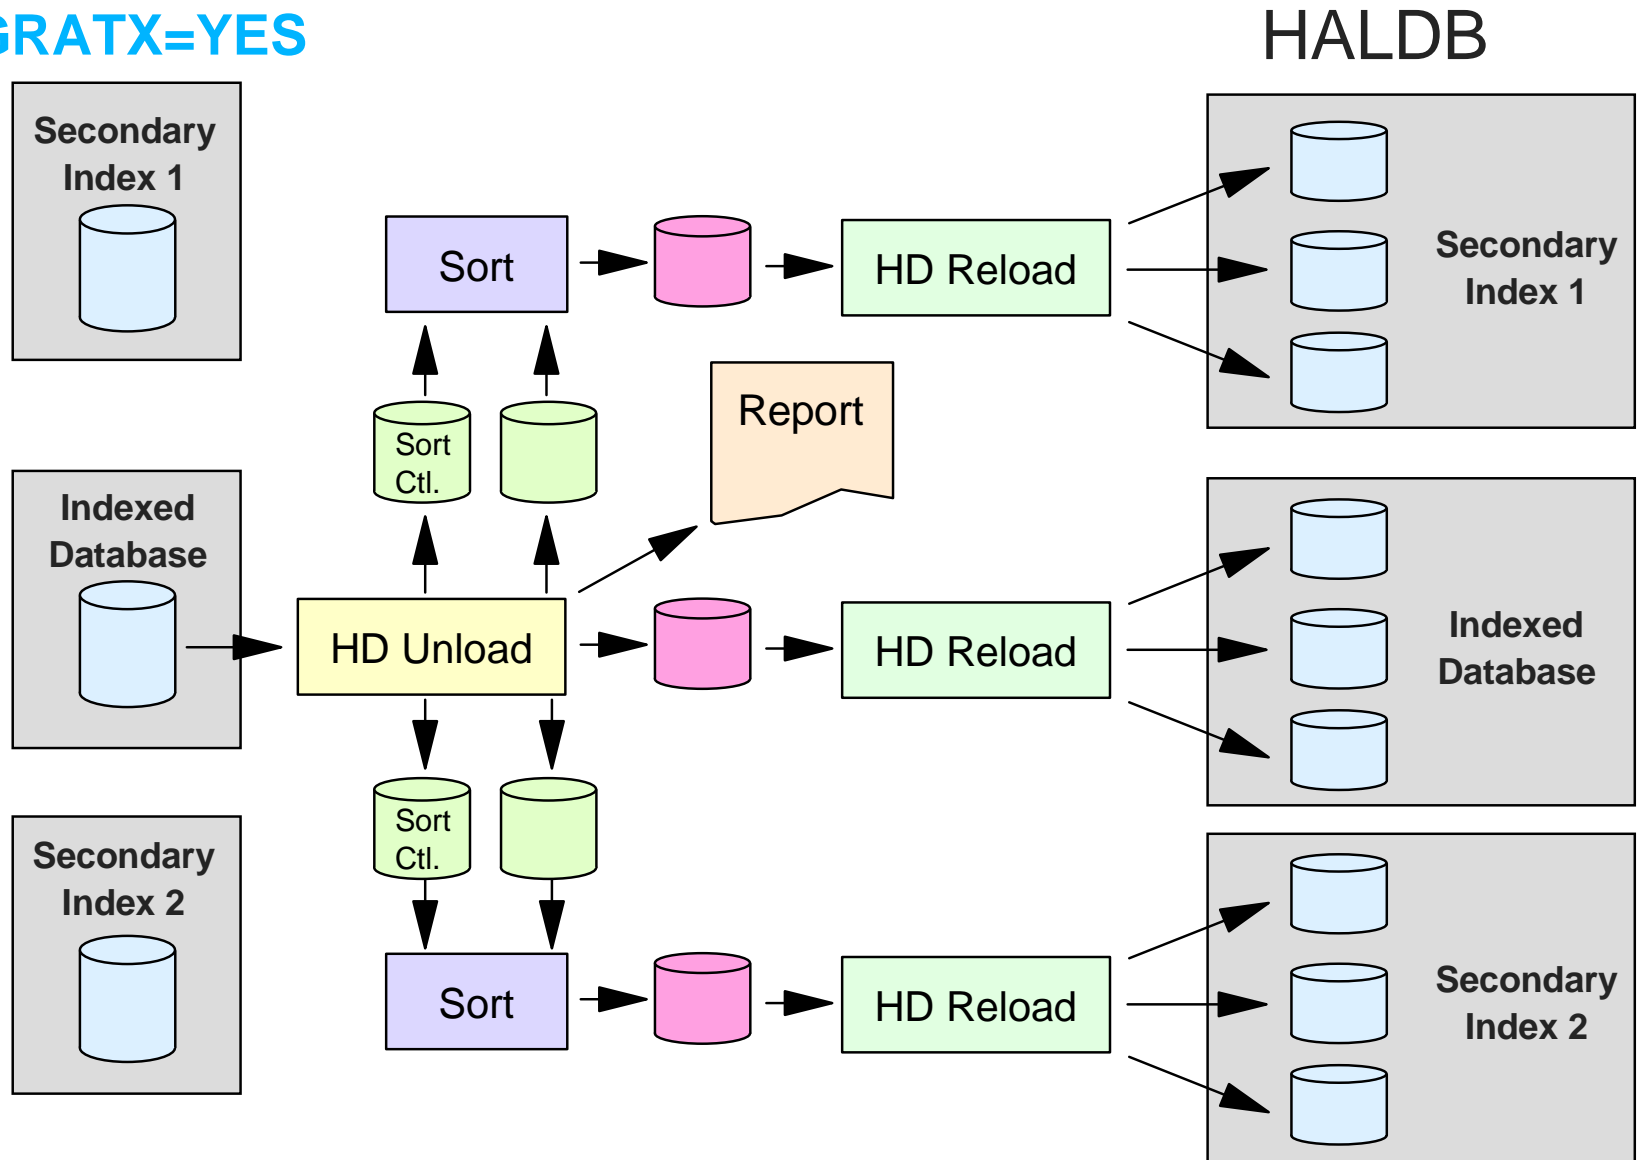 GRATX=YES
HALDB
Secondary
Index 1
Sort
HD Reload
Secondary
Index 1
Sort
Ctl.
Report
Indexed
Database
HD Unload
HD Reload
Indexed
Database
Sort
Ctl.
Secondary
Index 2
Sort
HD Reload
Secondary
Index 2